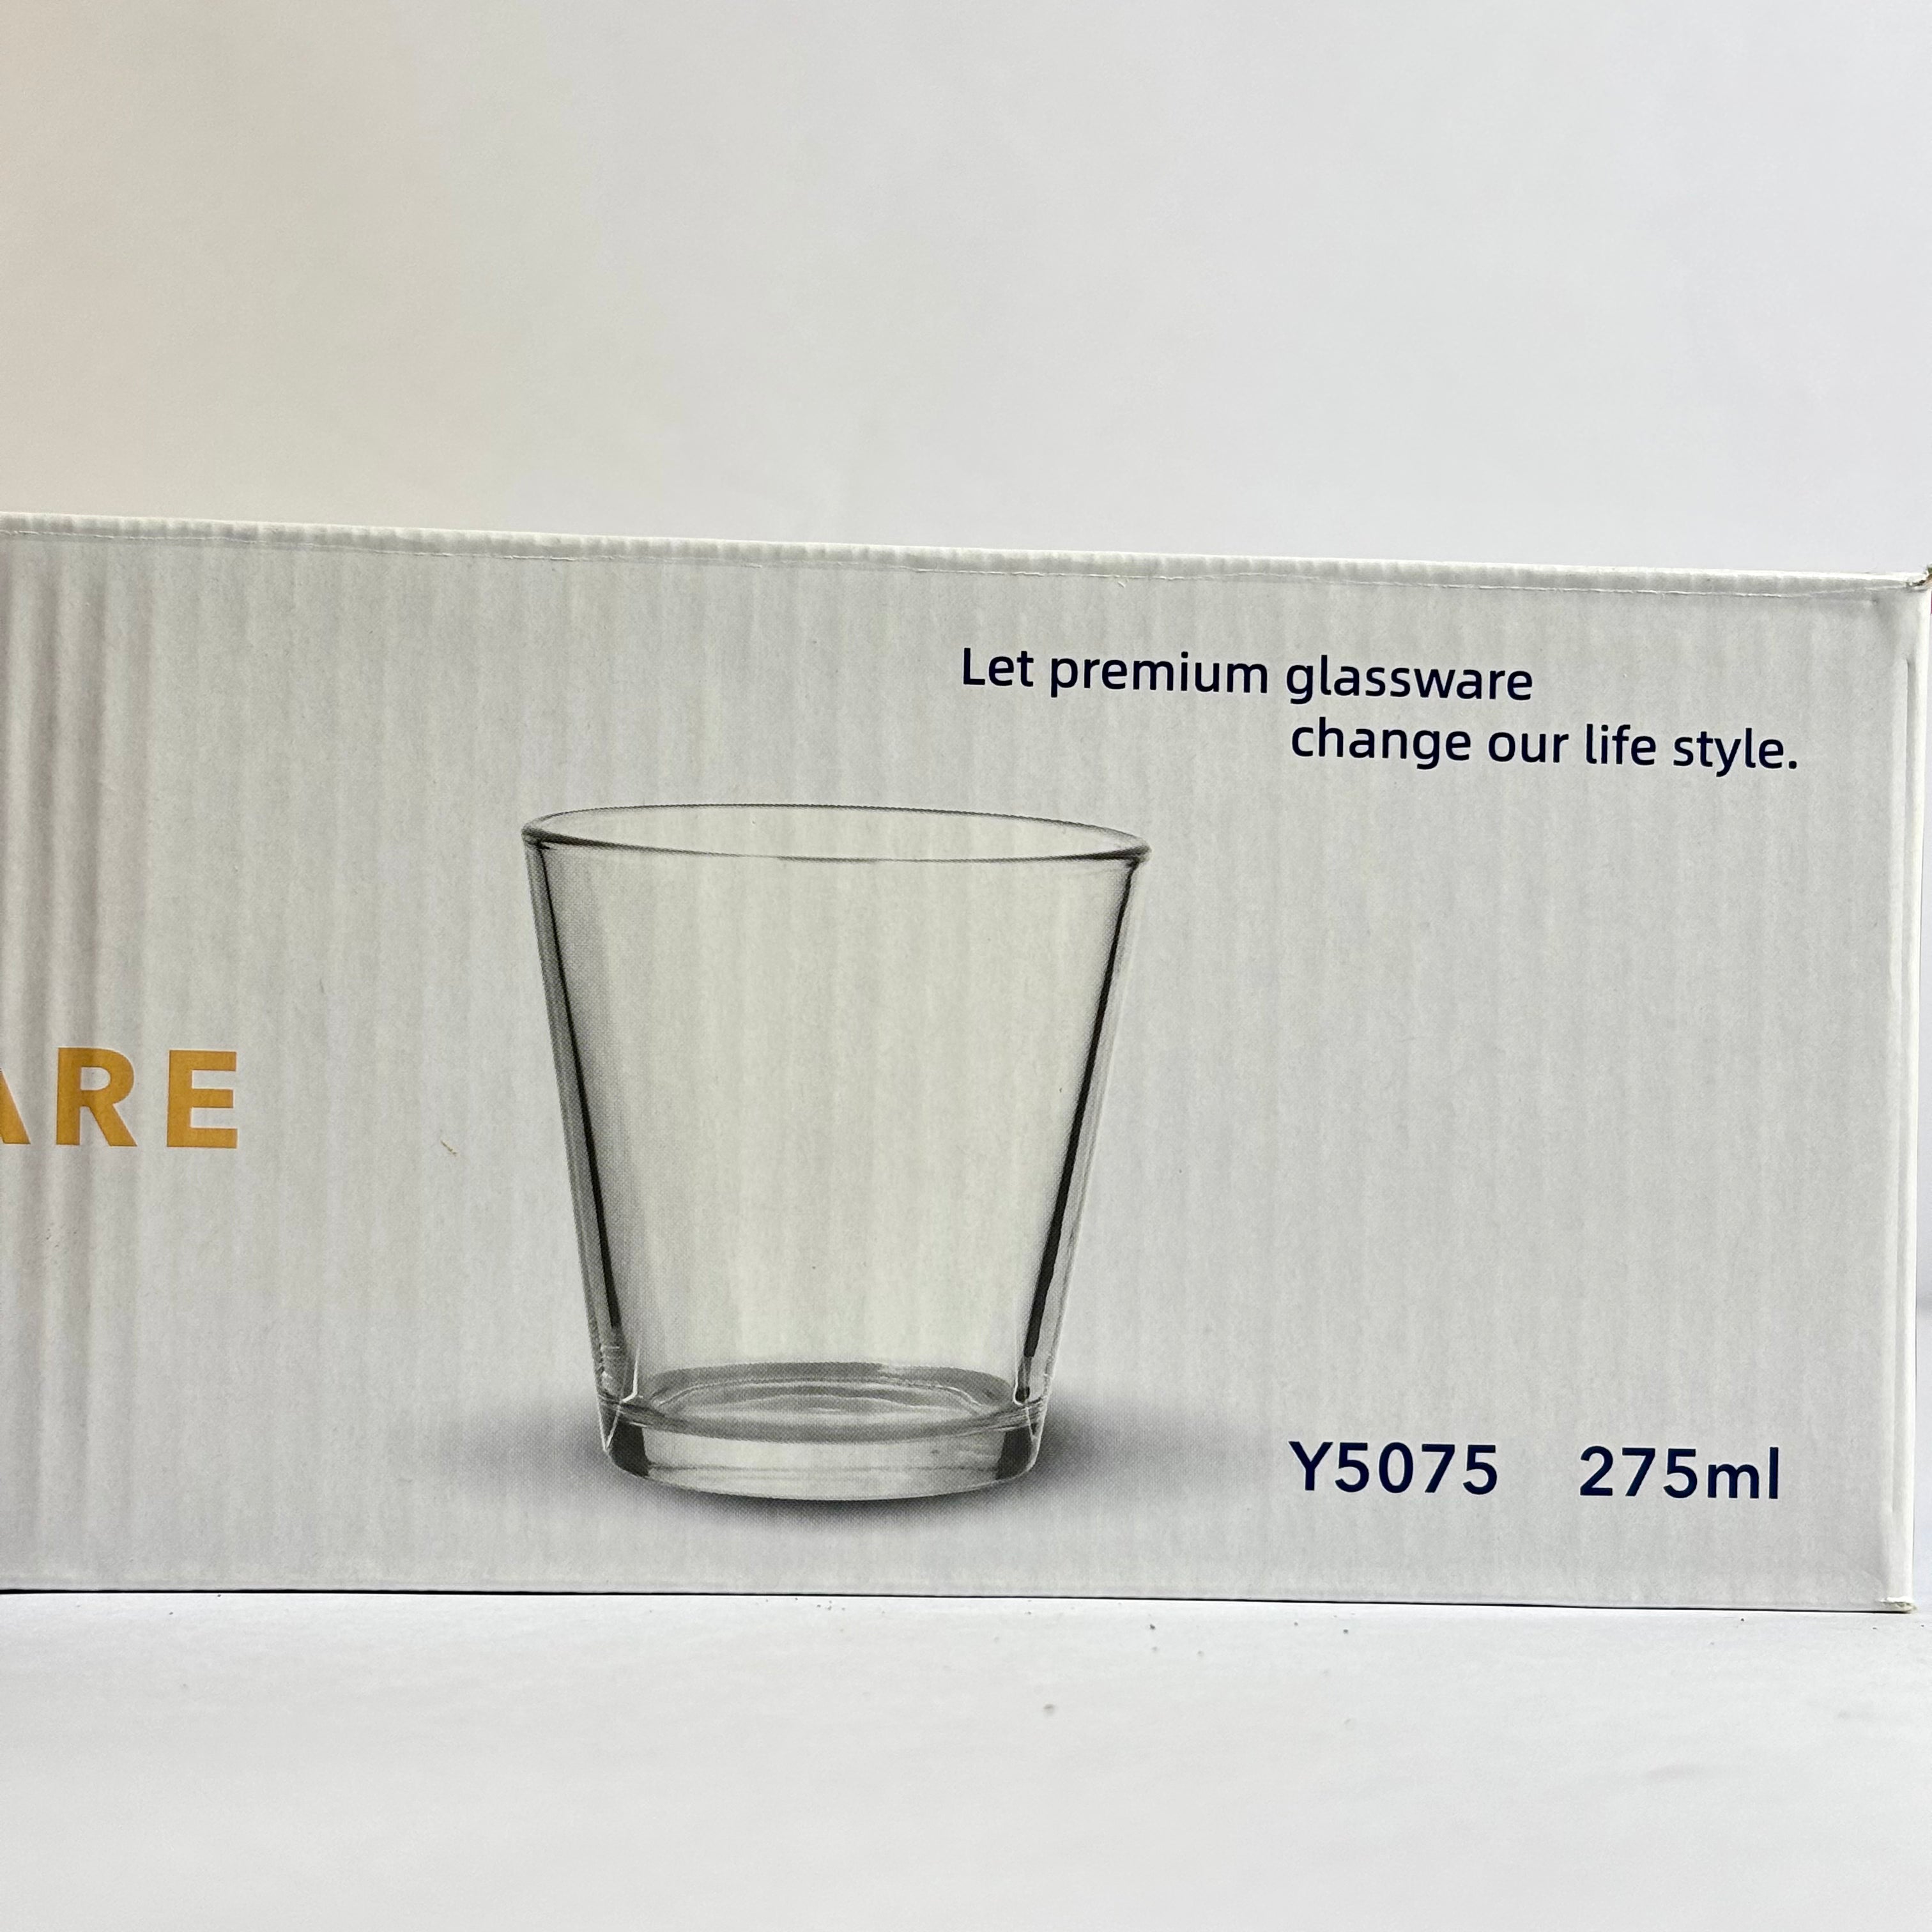 Let premium glassware
change our life style.
ARE
Y5075 275ml